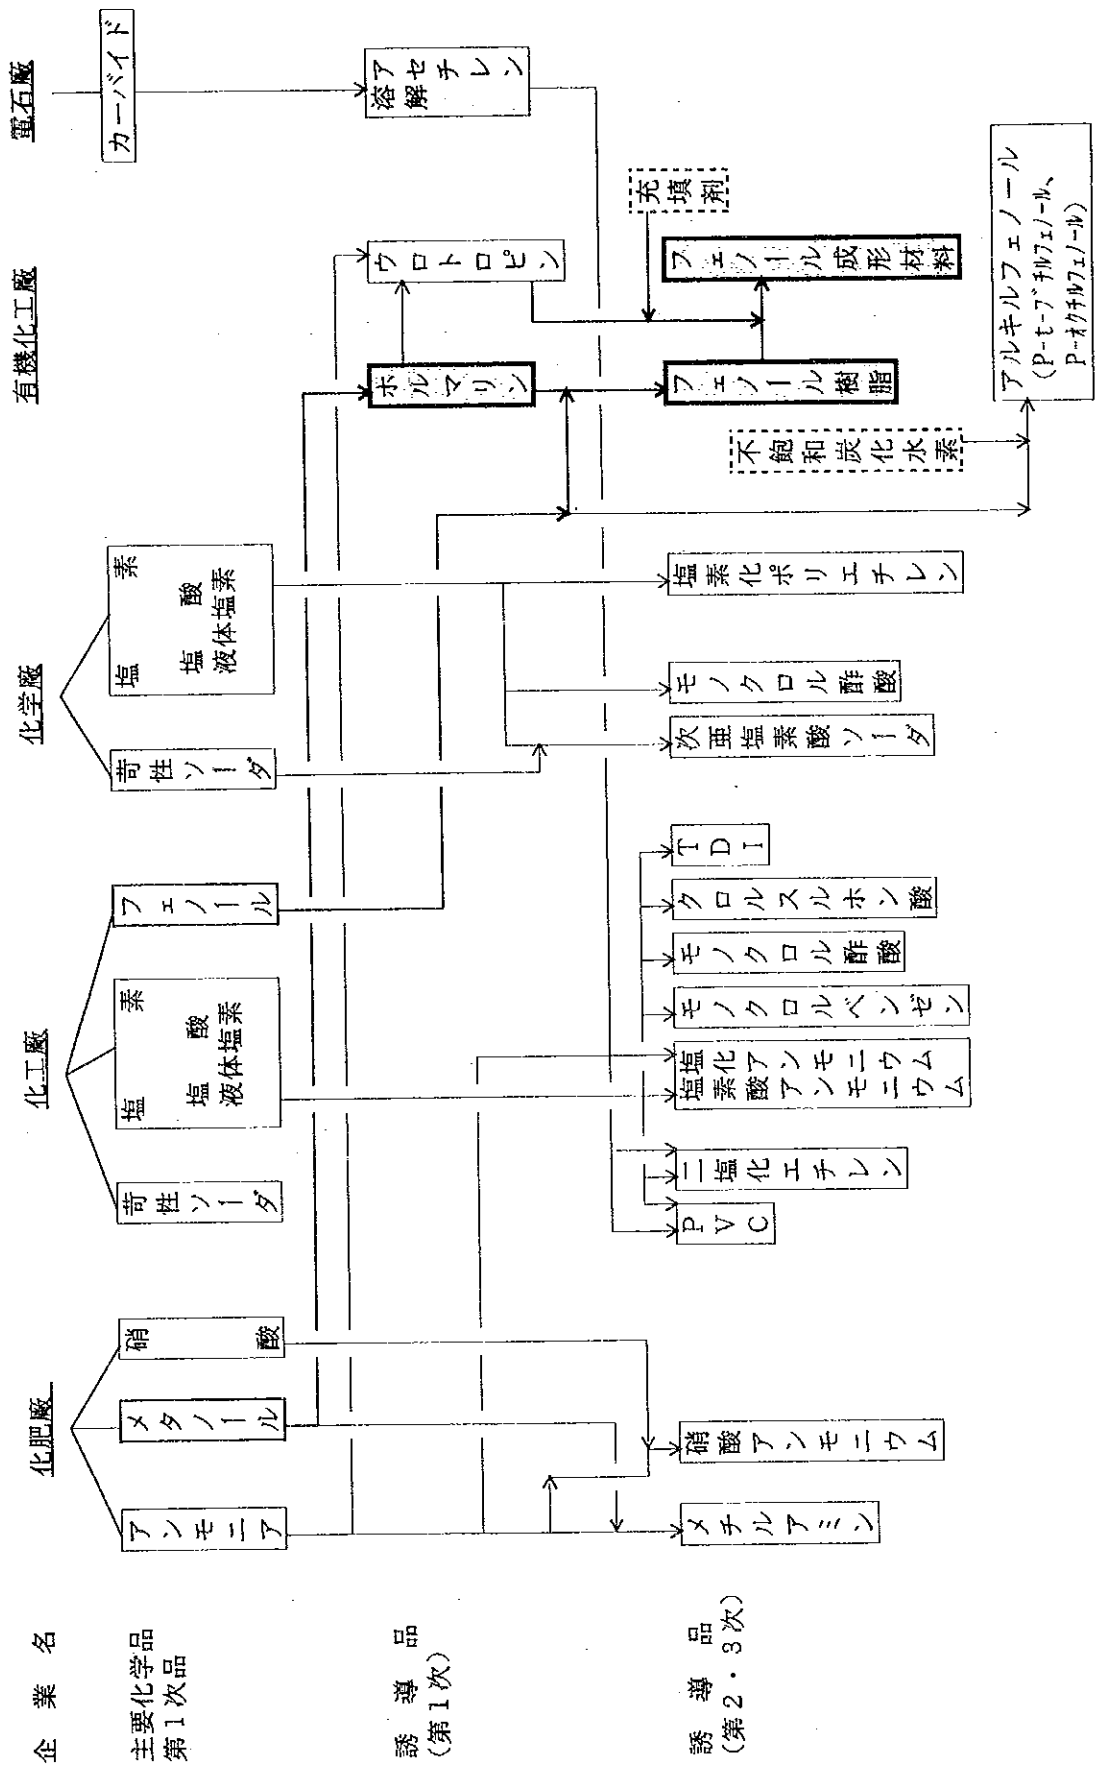 企業名
化肥廠
化工廠
化学廠
有機化工廠
電石廠
主要化学品
第1次品
アンモニア
メタノール
硝酸
苛性ソーダ
塩素
塩酸
液体塩素
フェノール
苛性ソーダ
塩素
塩酸
液体塩素
カーバイド
誘導品
(第1次)
ホルマリン
ウロトロピン
溶解
アセチレン
誘導品
(第2・3次)
メチルアミン
硝酸アンモニウム
PVC
二塩化エチレン
塩素酸アンモニウム
塩化アンモニウム
モノクロルベンゼン
モノクロル酢酸
クロルスルホン酸
TDI
次亜塩素酸ソーダ
モノクロル酢酸
塩素化ポリエチレン
フェノール樹脂
フェノール成形材料
充填剤
不飽和炭化水素
アルキルフェノール
(P-t-ブチルフェノール、
P-オクチルフェノール)